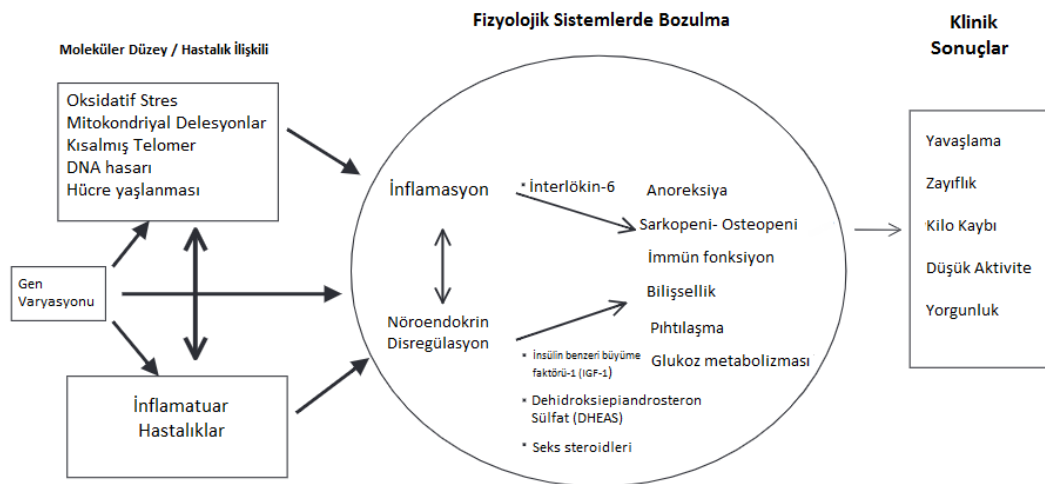 Fizyolojik Sistemlerde Bozulma
Klinik
Sonuçlar
Moleküler Düzey / Hastalık İlişkili
Oksidatif Stres
Mitokondriyal Delesyonlar
Kısalmış Telomer
DNA hasarı
Hücre yaşlanması
Gen
Varyasyonu
İnflamatuar
Hastalıklar
İnflamasyon
Nöroendokrin
Disregülasyon
▪ İnterlökin-6
▪ İnsülin benzeri büyüme
faktörü-1 (IGF-1)
▪ Dehidroksiepiandrosteron
Sülfat (DHEAS)
▪ Seks steroidleri
Anoreksiya
Sarkopeni- Osteopeni
İmmün fonksiyon
Bilişsellik
Pıhtılaşma
Glukoz metabolizması
Yavaşlama
Zayıflık
Kilo Kaybı
Düşük Aktivite
Yorgunluk